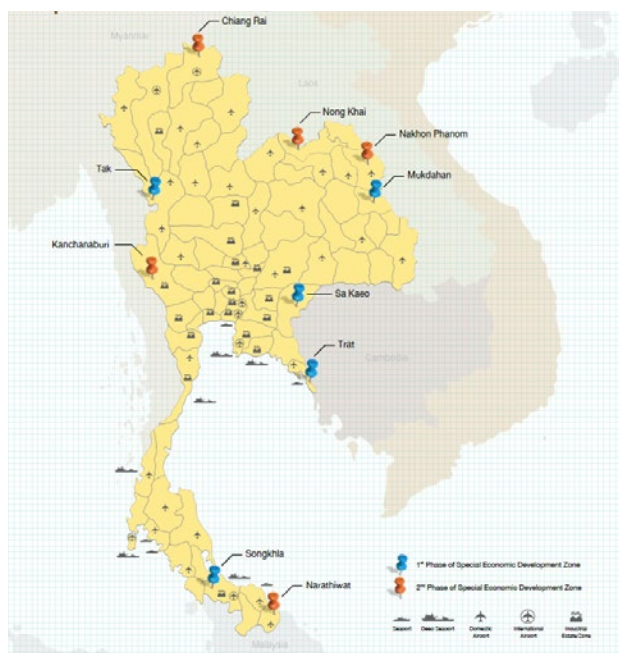 Chiang Rai
Myanmar
Laos
Nong Khai
Nakhon Phanom
Tak
Mukdahan
Kanchanaburi
Sa Kaeo
Trat
Cambodia
Songkhla
1st Phase of Special Economic Development Zone
Narathiwat
2nd Phase of Special Economic Development Zone
Seaport Deep Seaport Domestic Airport International Airport Industrial Estate/Zone
Malaysia